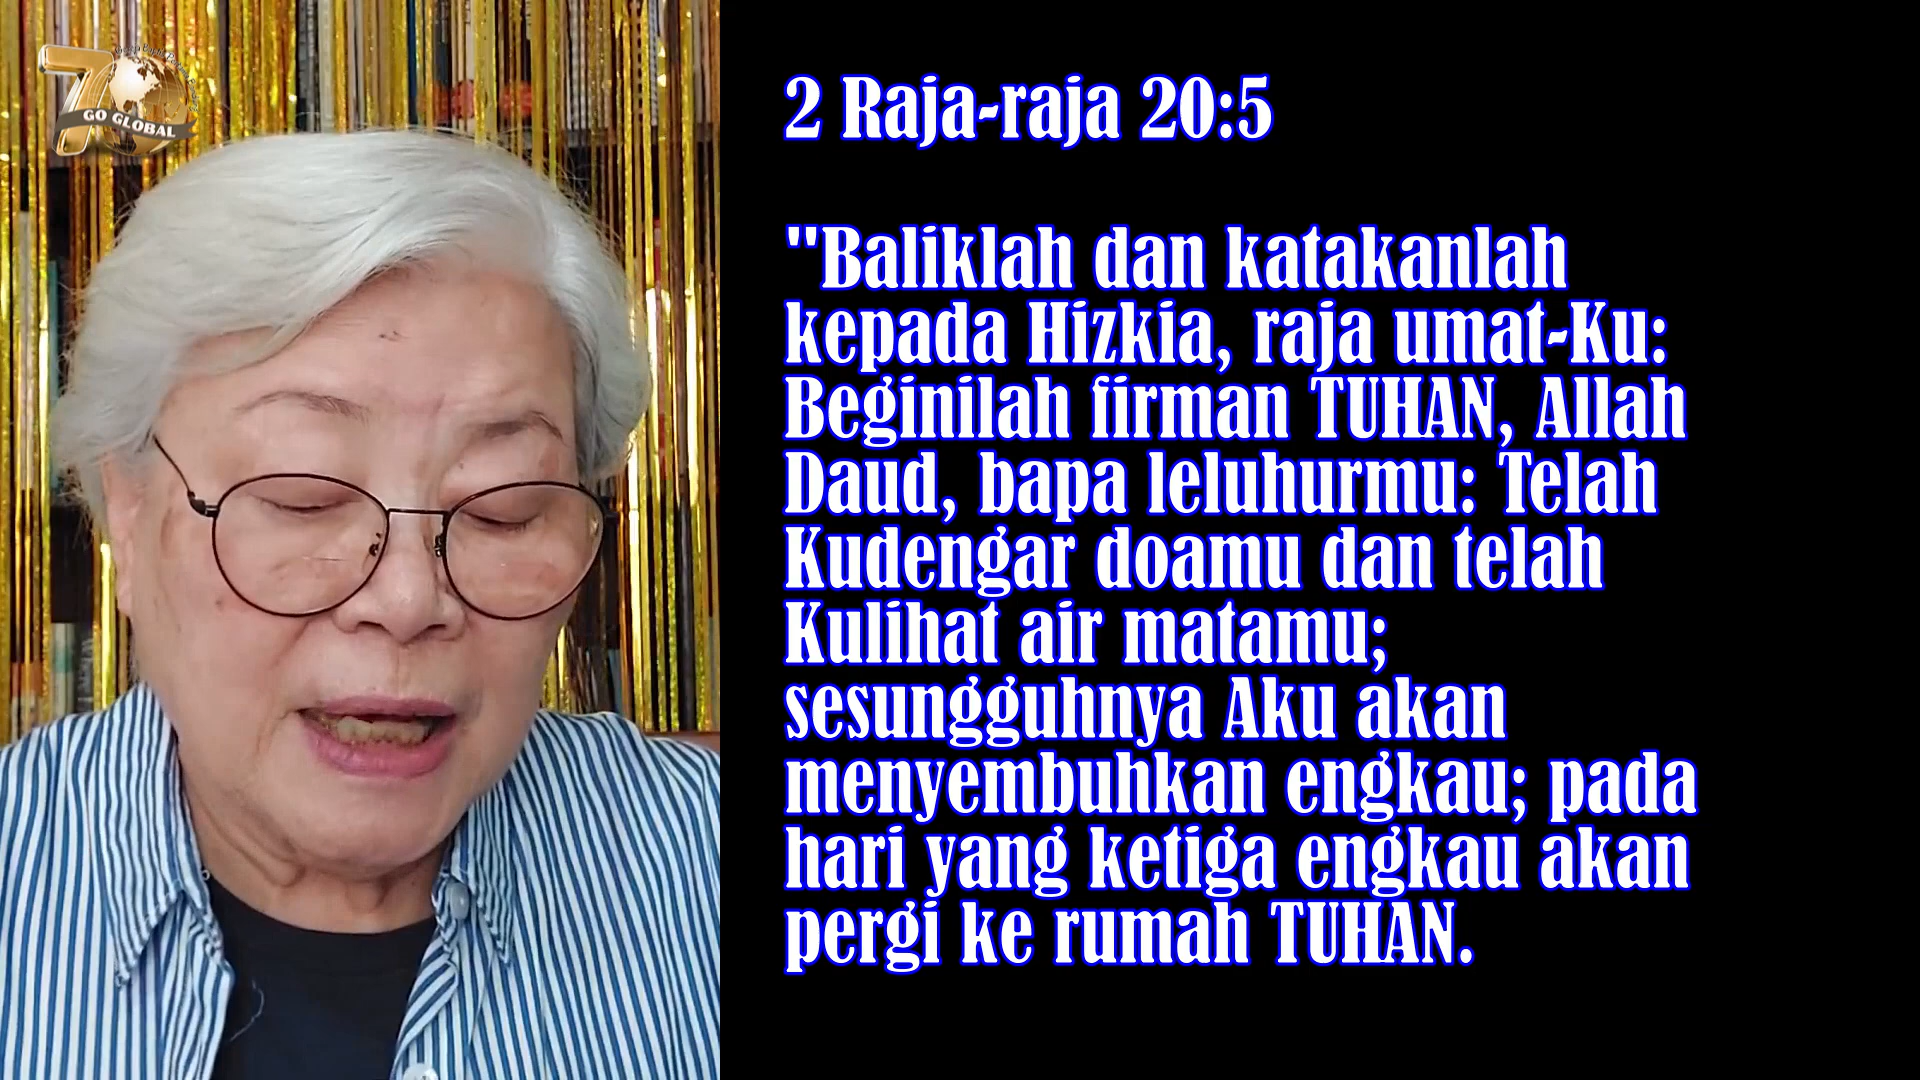 GO GLOBAL
2 Raja-raja 20:5
"Baliklah dan katakanlah
kepada Hizkia, raja umat-Ku:
Beginilah firman TUHAN, Allah
Daud, bapa leluhurmu: Telah
Kudengar doamu dan telah
Kulihat air matamu;
sesungguhnya Aku akan
menyembuhkan engkau; pada
hari yang ketiga engkau akan
pergi ke rumah TUHAN.